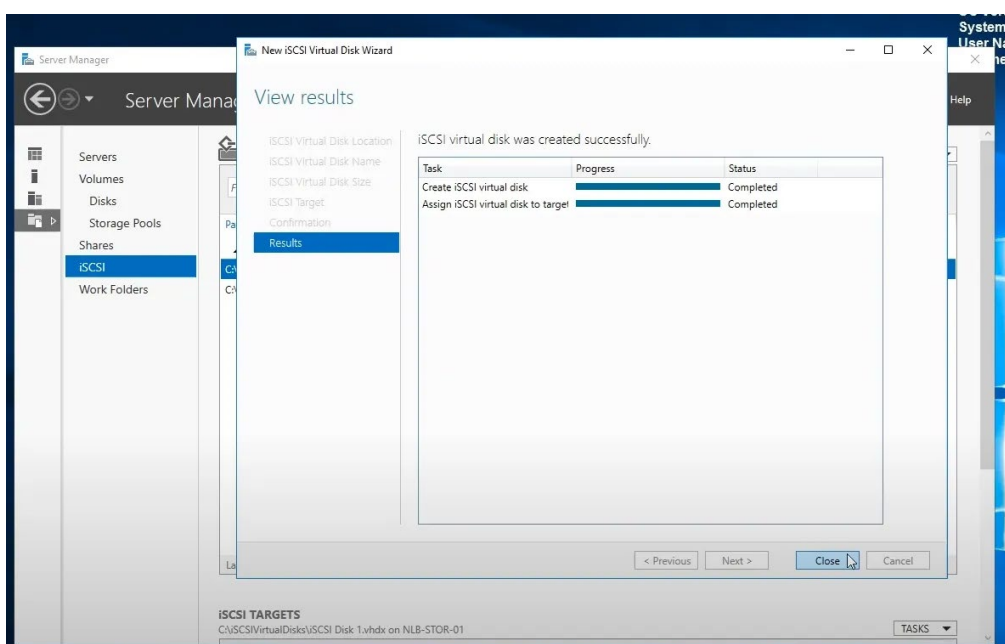 System
User Na
Server Manager
New iSCSI Virtual Disk Wizard
Server Mana
Help
View results
Servers
Volumes
Disks
Storage Pools
Shares
iSCSI
Work Folders
iSCSI Virtual Disk Location
iSCSI Virtual Disk Name
iSCSI Virtual Disk Size
iSCSI Target
Confirmation
Results
iSCSI virtual disk was created successfully.
Task Progress Status
Create iSCSI virtual disk Completed
Assign iSCSI virtual disk to target Completed
Pa
C:\
C:\
La
< Previous Next > Close Cancel
iSCSI TARGETS
C:\iSCSIVirtualDisks\iSCSI Disk 1.vhdx on NLB-STOR-01
TASKS